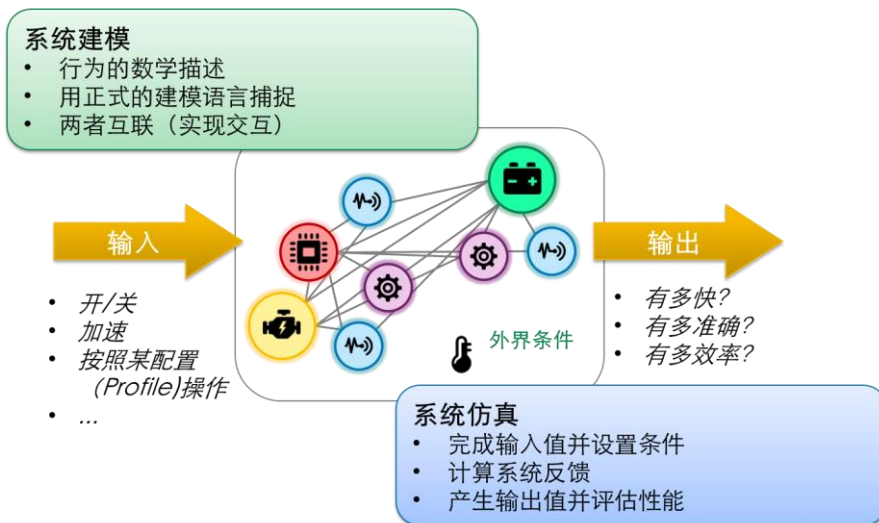 系统建模
• 行为的数学描述
• 用正式的建模语言捕捉
• 两者互联（实现交互）
输入
• 开/关
• 加速
• 按照某配置
（Profile)操作
• ...
外界条件
输出
• 有多快?
• 有多准确?
• 有多效率?
系统仿真
• 完成输入值并设置条件
• 计算系统反馈
• 产生输出值并评估性能